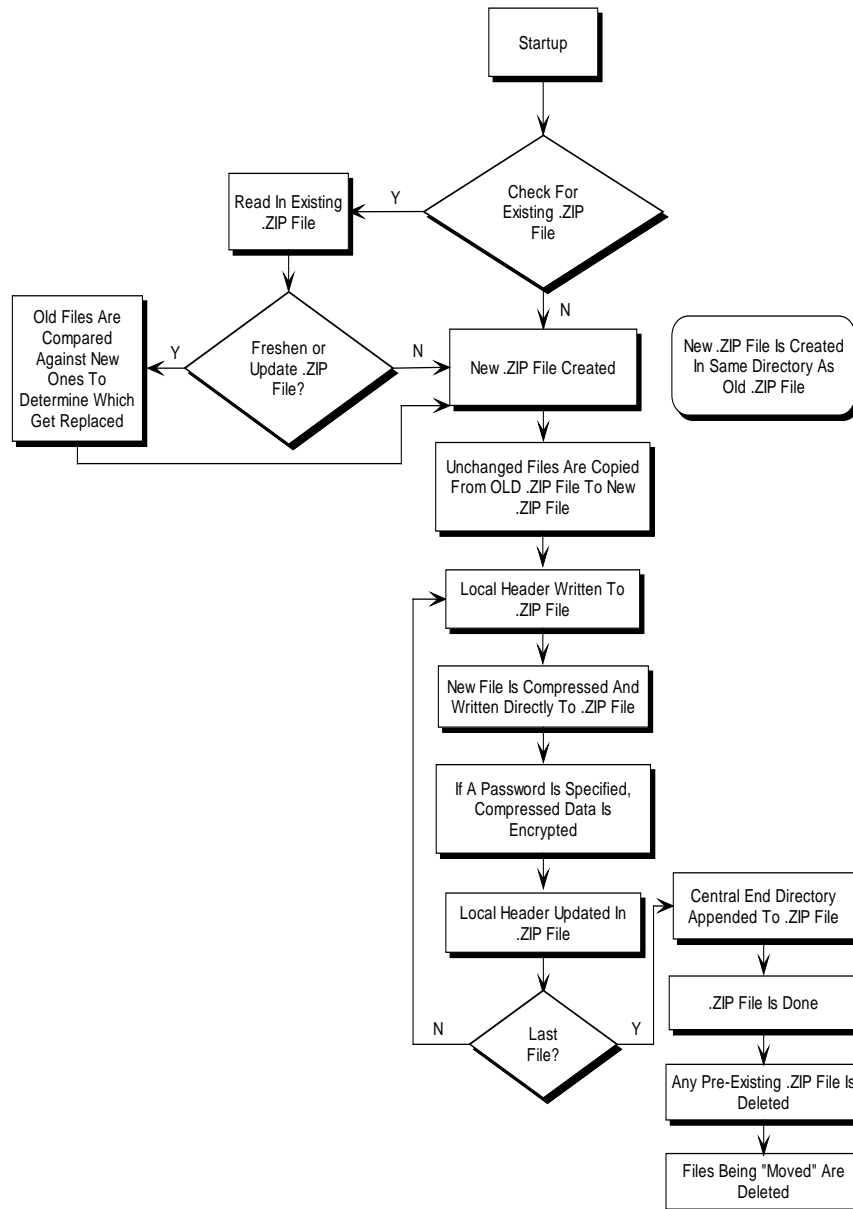 Startup
Check For
Existing .ZIP
File
Y
Read In Existing
.ZIP File
N
Freshen or
Update .ZIP
File?
Y
N
Old Files Are
Compared
Against New
Ones To
Determine Which
Get Replaced
New .ZIP File Created
New .ZIP File Is Created
In Same Directory As
Old .ZIP File
Unchanged Files Are Copied
From OLD .ZIP File To New
.ZIP File
Local Header Written To
.ZIP File
New File Is Compressed And
Written Directly To .ZIP File
If A Password Is Specified,
Compressed Data Is
Encrypted
Local Header Updated In
.ZIP File
Last
File?
N
Y
Central End Directory
Appended To .ZIP File
.ZIP File Is Done
Any Pre-Existing .ZIP File Is
Deleted
Files Being "Moved" Are
Deleted